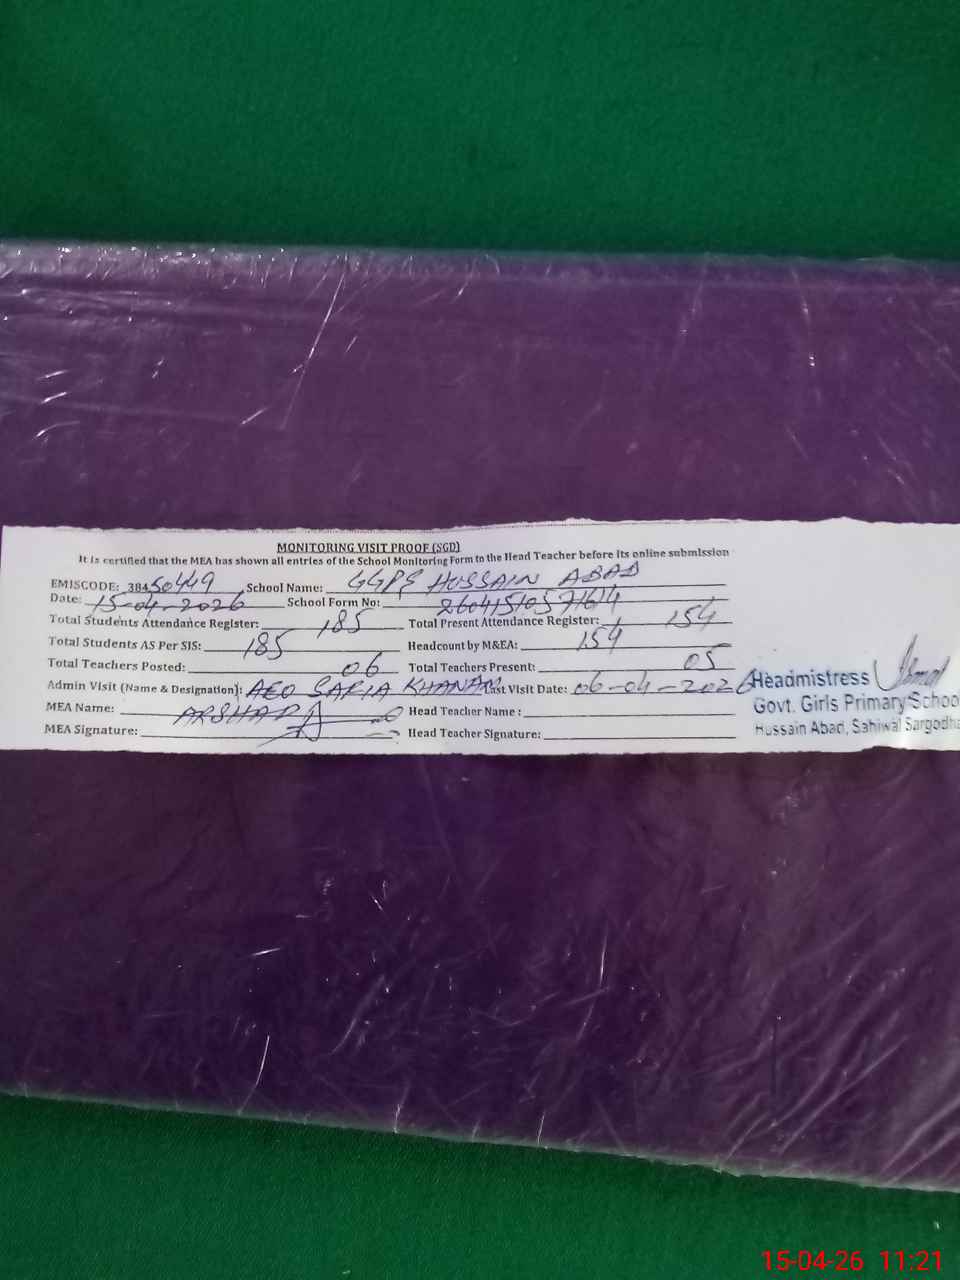 MONITORING VISIT PROOF (SGD)
It is certified that the MEA has shown all entries of the School Monitoring Form to the Head Teacher before its online submission
EMISCODE: 38450449 School Name: GGPS HUSSAIN ABAD
Date: 15-04-2026 School Form No:
Total Students Attendance Register: 185 Total Present Attendance Register: 154
Total Students AS Per SIS: 185 Headcount by M&EA: 154
Total Teachers Posted: 06 Total Teachers Present: 05
Admin Visit (Name & Designation): AEO SAFIA KHANAM Last Visit Date: 06-04-2026
MEA Name: ARSHAD Head Teacher Name:
MEA Signature: Head Teacher Signature:
Headmistress
Govt. Girls Primary School
Hussain Abad, Sahiwal Sargodha
15-04-26 11:21